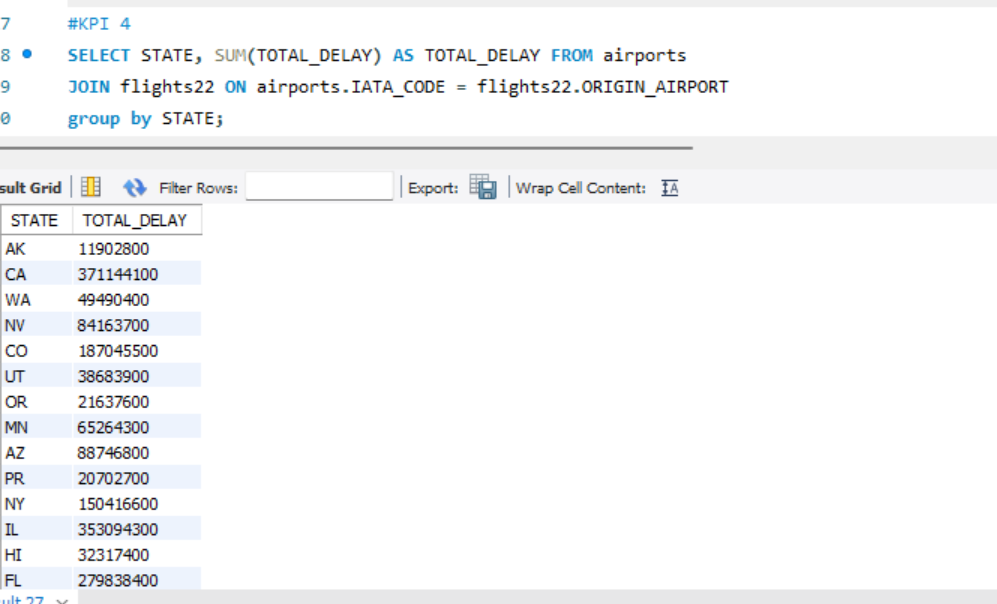 7 #KPI 4
8 SELECT STATE, SUM(TOTAL_DELAY) AS TOTAL_DELAY FROM airports
9 JOIN flights22 ON airports.IATA_CODE = flights22.ORIGIN_AIRPORT
0 group by STATE;
sult Grid Filter Rows: Export: Wrap Cell Content: IA
STATE TOTAL_DELAY
AK 11902800
CA 371144100
WA 49490400
NV 84163700
CO 187045500
UT 38683900
OR 21637600
MN 65264300
AZ 88746800
PR 20702700
NY 150416600
IL 353094300
HI 32317400
FL 279838400
ult 27